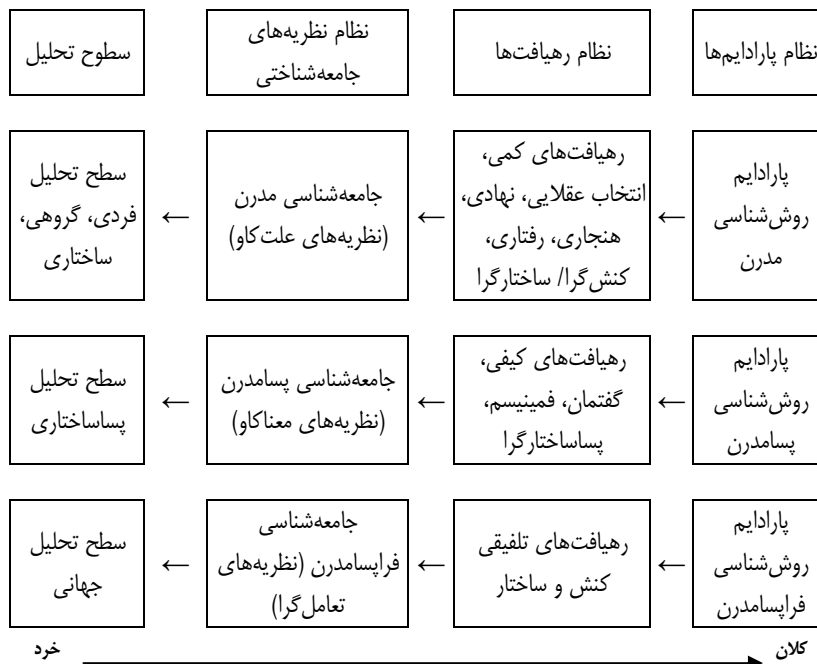 نظام پارادایم‌ها
نظام رهیافت‌ها
نظام نظریه‌های
جامعه‌شناختی
سطوح تحلیل
پارادایم
روش‌شناسی
مدرن
←
رهیافت‌های کمی،
انتخاب عقلایی، نهادی،
هنجاری، رفتاری،
کنش‌گرا/ ساختارگرا
←
جامعه‌شناسی مدرن
(نظریه‌های علت‌کاو)
←
سطح تحلیل
فردی، گروهی،
ساختاری
پارادایم
روش‌شناسی
پسامدرن
←
رهیافت‌های کیفی،
گفتمان، فمینیسم،
پساساختارگرا
←
جامعه‌شناسی پسامدرن
(نظریه‌های معناکاو)
←
سطح تحلیل
پساساختاری
پارادایم
روش‌شناسی
فراپسامدرن
←
رهیافت‌های تلفیقی
کنش و ساختار
←
جامعه‌شناسی
فراپسامدرن (نظریه‌های
تعامل‌گرا)
←
سطح تحلیل
جهانی
کلان
خرد